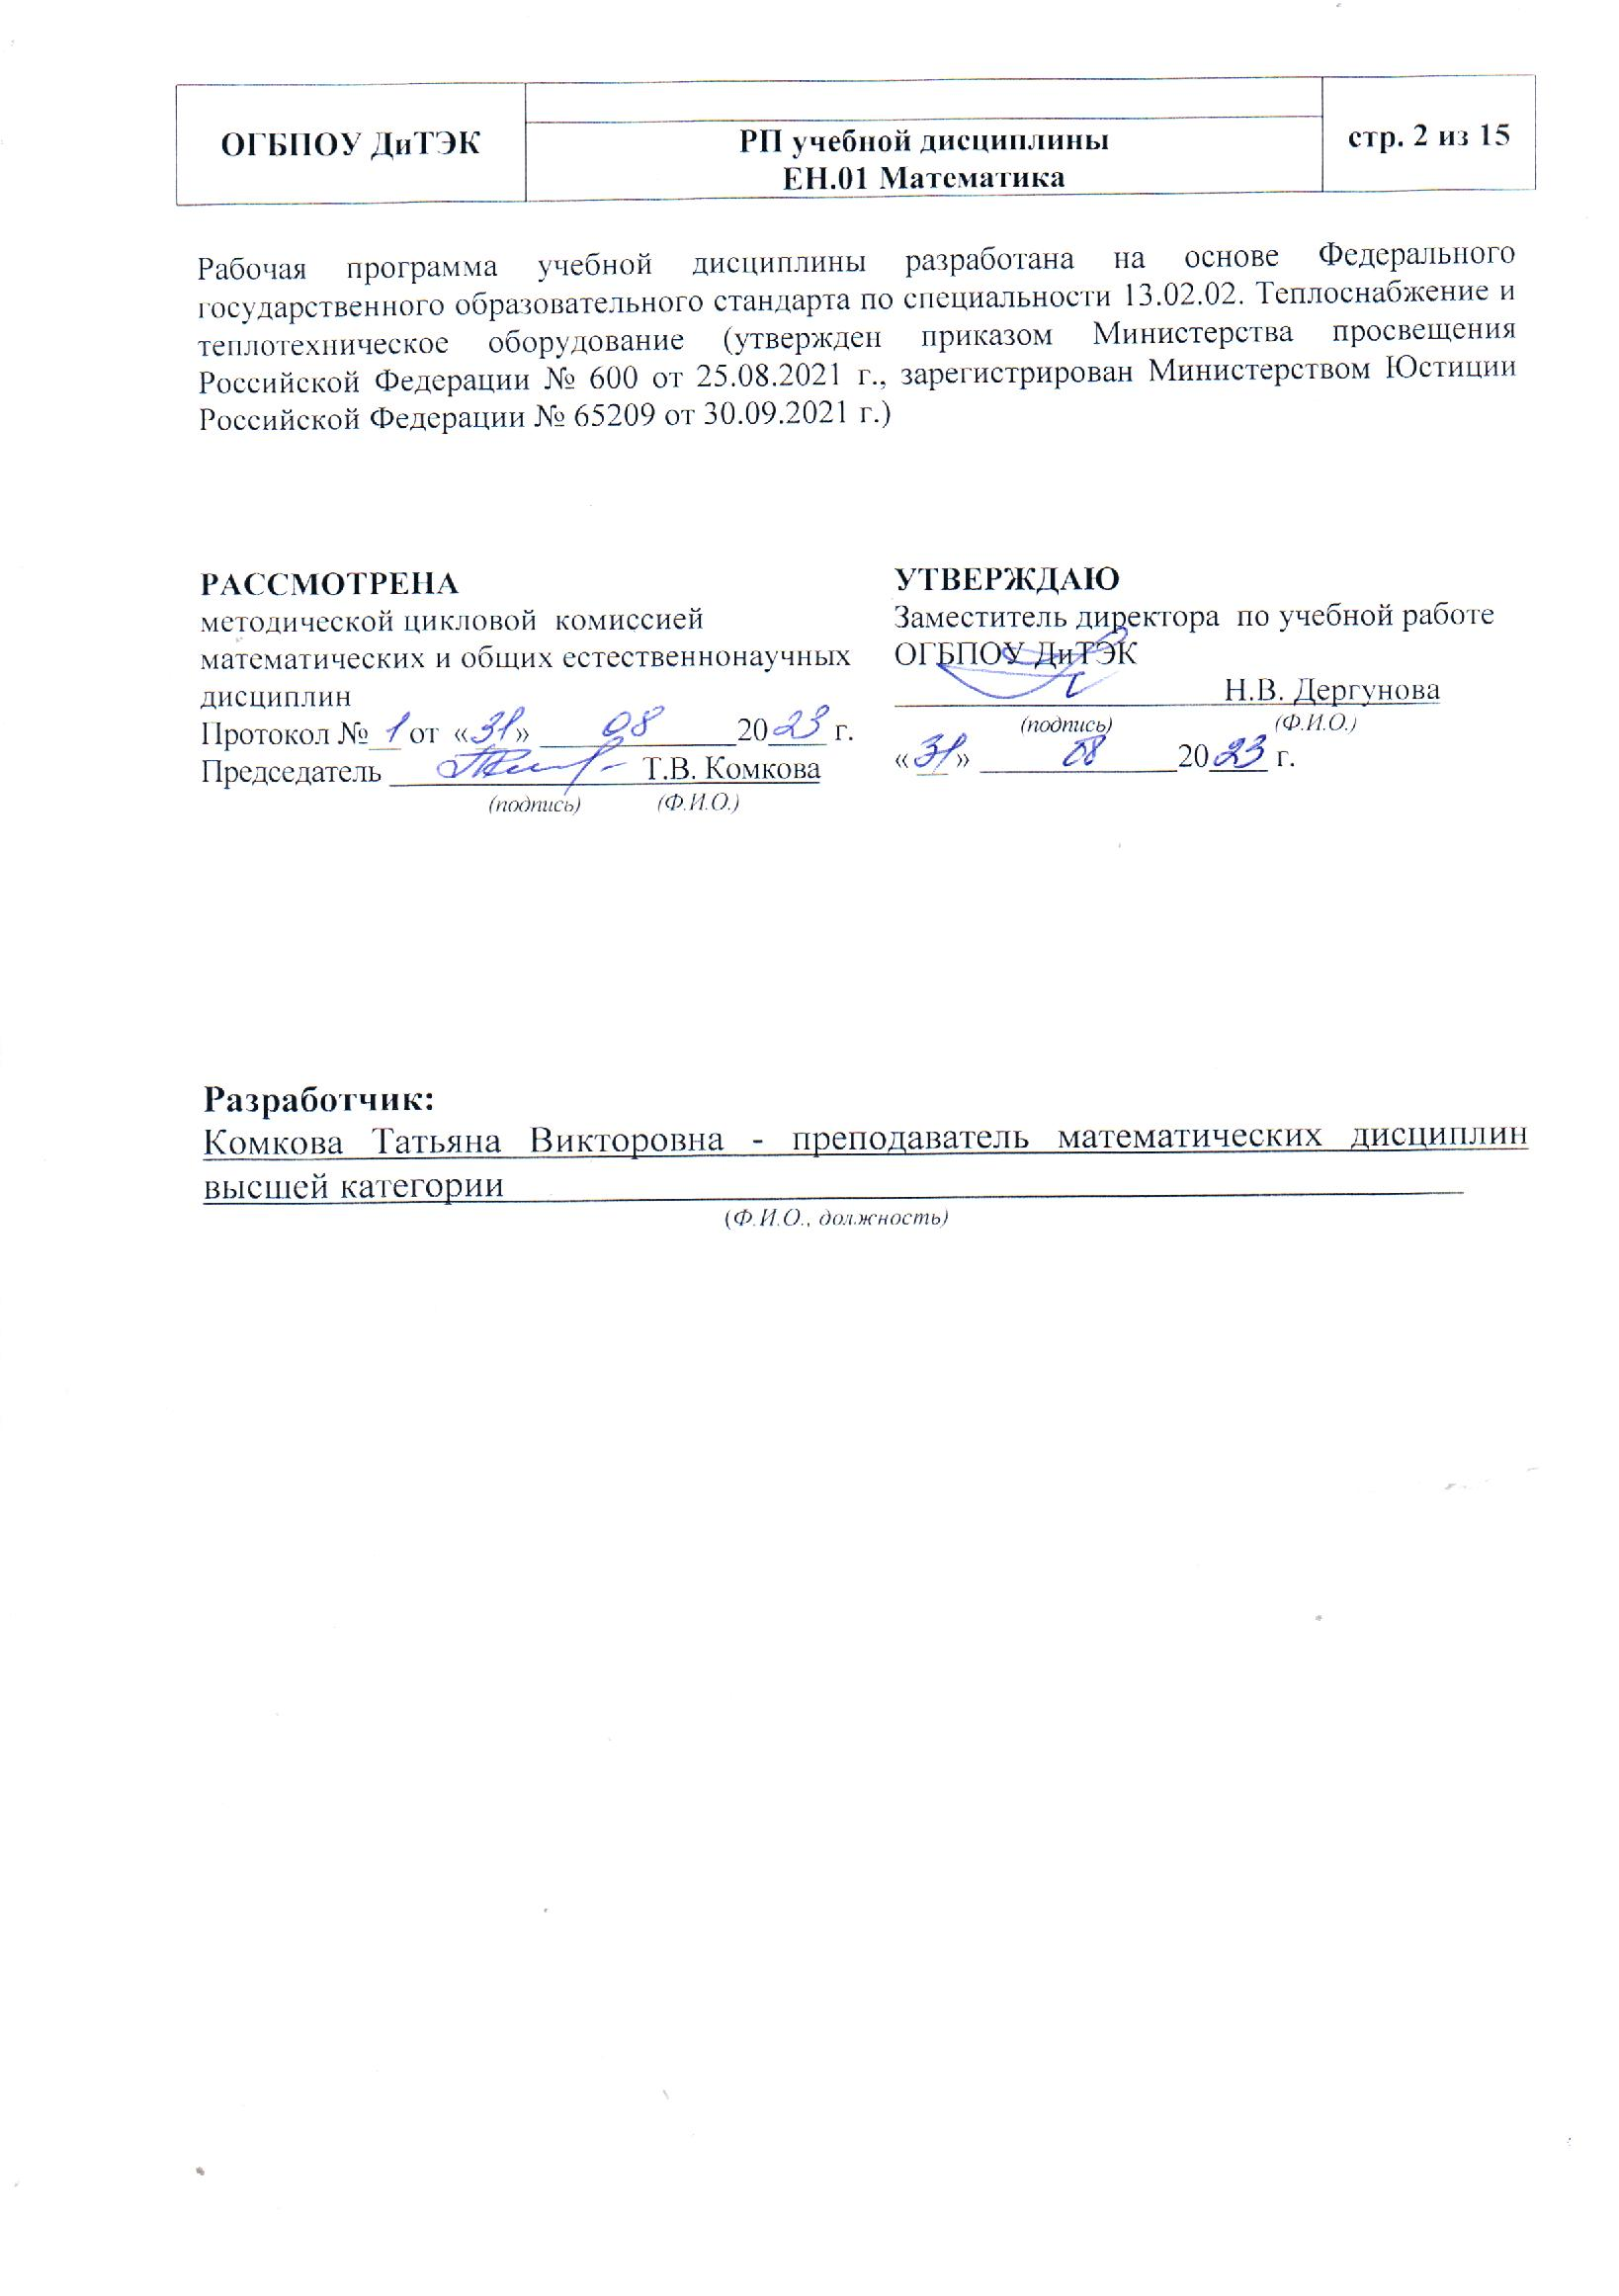 ОГБПОУ ДиТЭК
РП учебной дисциплины
ЕН.01 Математика
стр. 2 из 15
Рабочая программа учебной дисциплины разработана на основе Федерального
государственного образовательного стандарта по специальности 13.02.02. Теплоснабжение и
теплотехническое оборудование (утвержден приказом Министерства просвещения
Российской Федерации № 600 от 25.08.2021 г., зарегистрирован Министерством Юстиции
Российской Федерации № 65209 от 30.09.2021 г.)
РАССМОТРЕНА
методической цикловой комиссией
математических и общих естественнонаучных
дисциплин
Протокол № 1 от «31» 08 2023 г.
Председатель Т.В. Комкова
(подпись) (Ф.И.О.)
УТВЕРЖДАЮ
Заместитель директора по учебной работе
ОГБПОУ ДиТЭК
Н.В. Дергунова
(подпись) (Ф.И.О.)
«31» 08 2023 г.
Разработчик:
Комкова Татьяна Викторовна - преподаватель математических дисциплин
высшей категории
(Ф.И.О., должность)